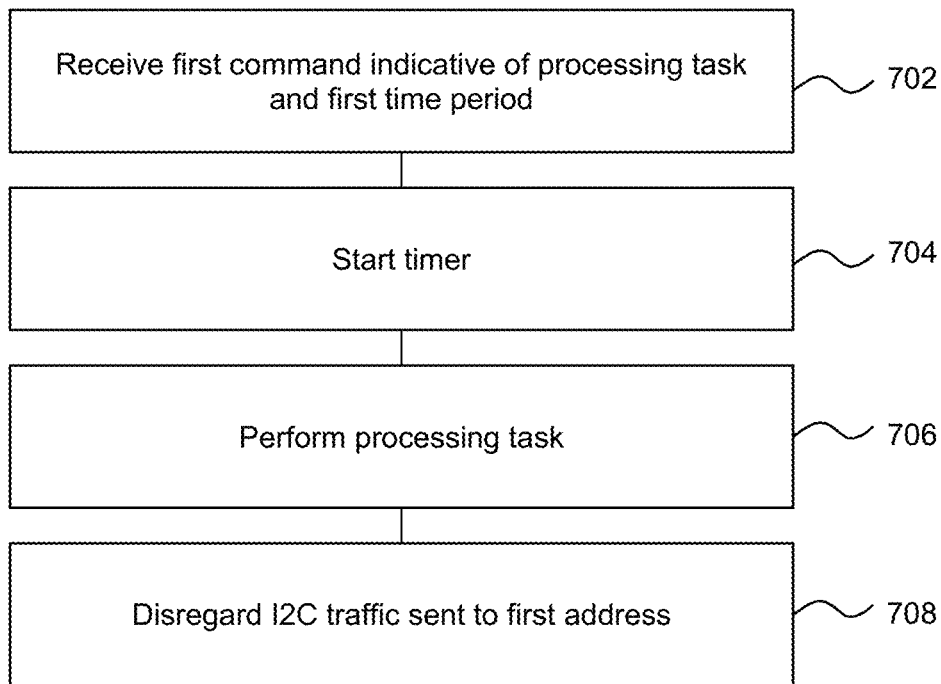 Receive first command indicative of processing task
and first time period
702
Start timer
704
Perform processing task
706
Disregard I2C traffic sent to first address
708